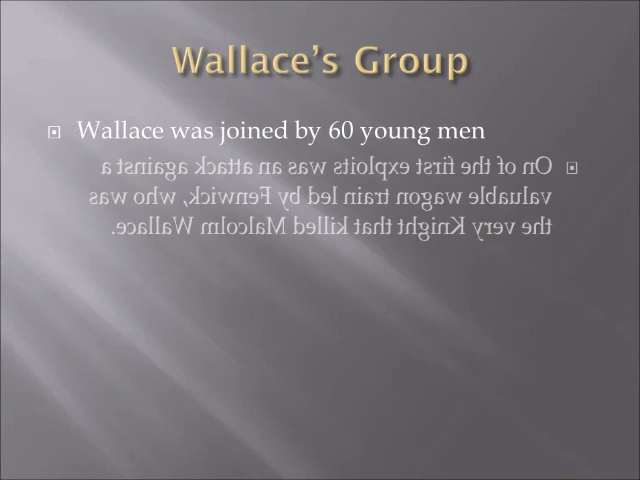 Wallace's Group
Wallace was joined by 60 young men
On of the first exploits was an attack against a
valuable wagon train led by Fenwick, who was
the very Knight that killed Malcolm Wallace.